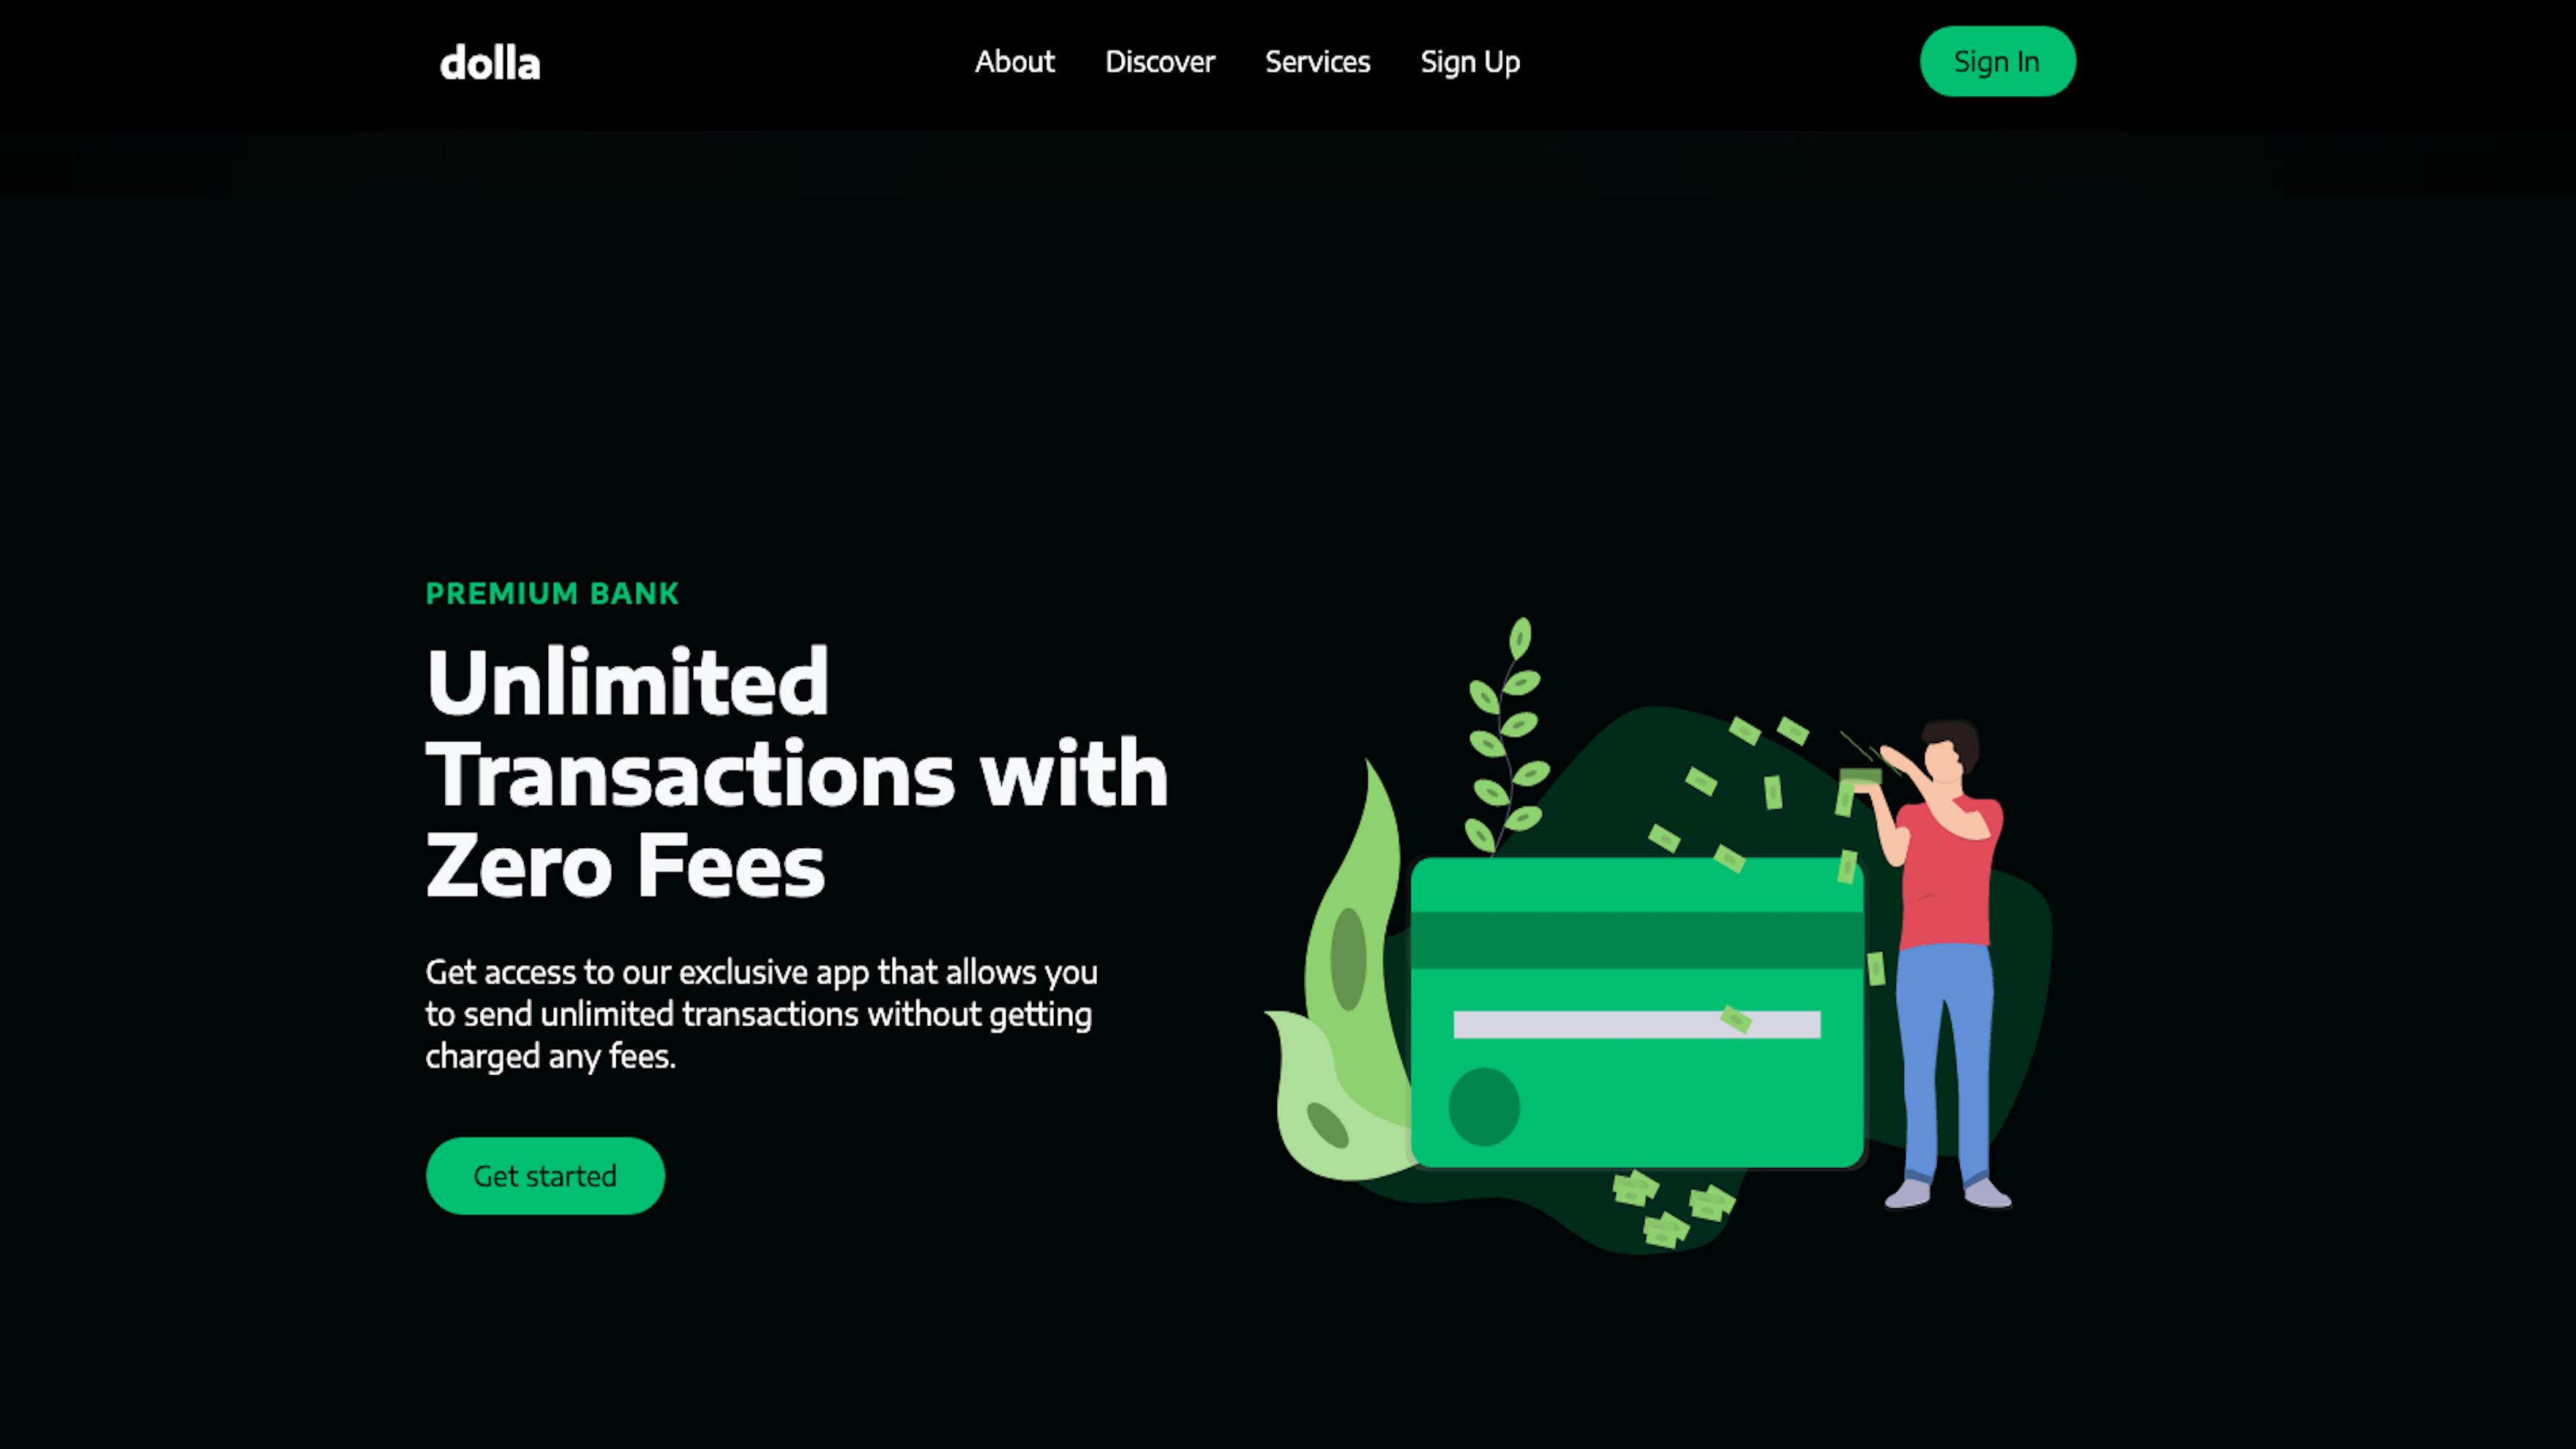 dolla
About Discover Services Sign Up
Sign In
PREMIUM BANK
Unlimited
Transactions with
Zero Fees
Get access to our exclusive app that allows you
to send unlimited transactions without getting
charged any fees.
Get started